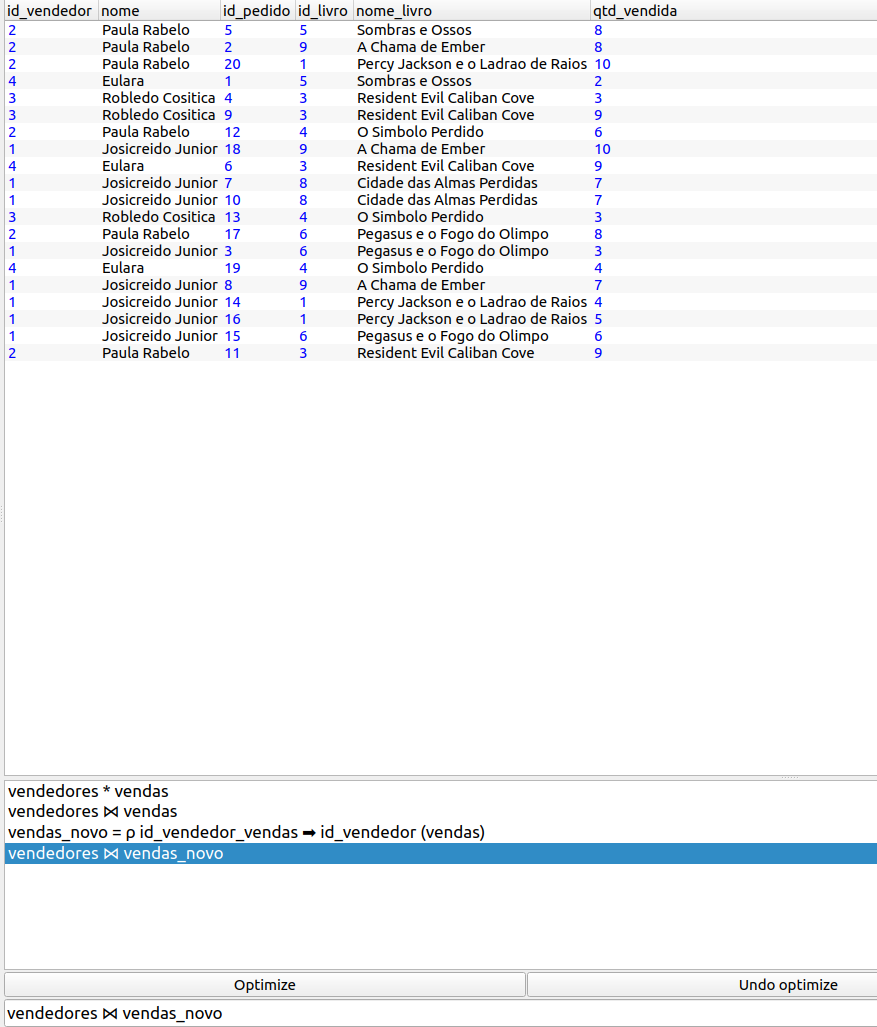 id_vendedor nome id_pedido id_livro nome_livro qtd_vendida
2 Paula Rabelo 5 5 Sombras e Ossos 8
2 Paula Rabelo 2 9 A Chama de Ember 8
2 Paula Rabelo 20 1 Percy Jackson e o Ladrao de Raios 10
4 Eulara 1 5 Sombras e Ossos 2
3 Robledo Cositica 4 3 Resident Evil Caliban Cove 3
3 Robledo Cositica 9 3 Resident Evil Caliban Cove 9
2 Paula Rabelo 12 4 O Simbolo Perdido 6
1 Josicreido Junior 18 9 A Chama de Ember 10
4 Eulara 6 3 Resident Evil Caliban Cove 9
1 Josicreido Junior 7 8 Cidade das Almas Perdidas 7
1 Josicreido Junior 10 8 Cidade das Almas Perdidas 7
3 Robledo Cositica 13 4 O Simbolo Perdido 3
2 Paula Rabelo 17 6 Pegasus e o Fogo do Olimpo 8
1 Josicreido Junior 3 6 Pegasus e o Fogo do Olimpo 3
4 Eulara 19 4 O Simbolo Perdido 4
1 Josicreido Junior 8 9 A Chama de Ember 7
1 Josicreido Junior 14 1 Percy Jackson e o Ladrao de Raios 4
1 Josicreido Junior 16 1 Percy Jackson e o Ladrao de Raios 5
1 Josicreido Junior 15 6 Pegasus e o Fogo do Olimpo 6
2 Paula Rabelo 11 3 Resident Evil Caliban Cove 9
vendedores * vendas
vendedores ⋈ vendas
vendas_novo = ρ id_vendedor_vendas ➡ id_vendedor (vendas)
vendedores ⋈ vendas_novo
Optimize Undo optimize
vendedores ⋈ vendas_novo